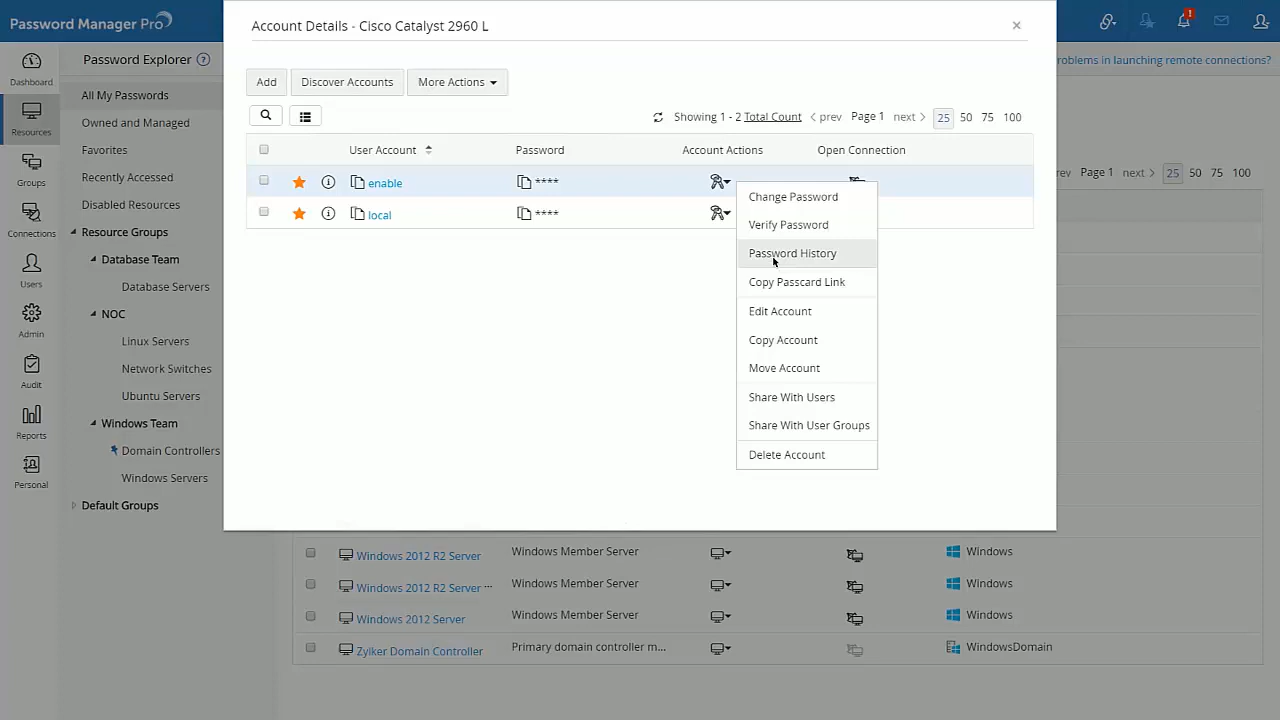 Password Manager Pro
Account Details - Cisco Catalyst 2960 L
×
1
problems in launching remote connections?
Dashboard
Resources
Groups
Connections
Users
Admin
Audit
Reports
Personal
Password Explorer ?
All My Passwords
Owned and Managed
Favorites
Recently Accessed
Disabled Resources
Resource Groups
Database Team
Database Servers
NOC
Linux Servers
Network Switches
Ubuntu Servers
Windows Team
Domain Controllers
Windows Servers
Default Groups
Add
Discover Accounts
More Actions
Showing 1 - 2 Total Count prev Page 1 next 25 50 75 100
User Account Password Account Actions Open Connection
enable ****
local ****
Change Password
Verify Password
Password History
Copy Passcard Link
Edit Account
Copy Account
Move Account
Share With Users
Share With User Groups
Delete Account
Page 1 next 25 50 75 100
Windows 2012 R2 Server Windows Member Server Windows
Windows 2012 R2 Server ... Windows Member Server Windows
Windows 2012 Server Windows Member Server Windows
Zyiker Domain Controller Primary domain controller m... WindowsDomain